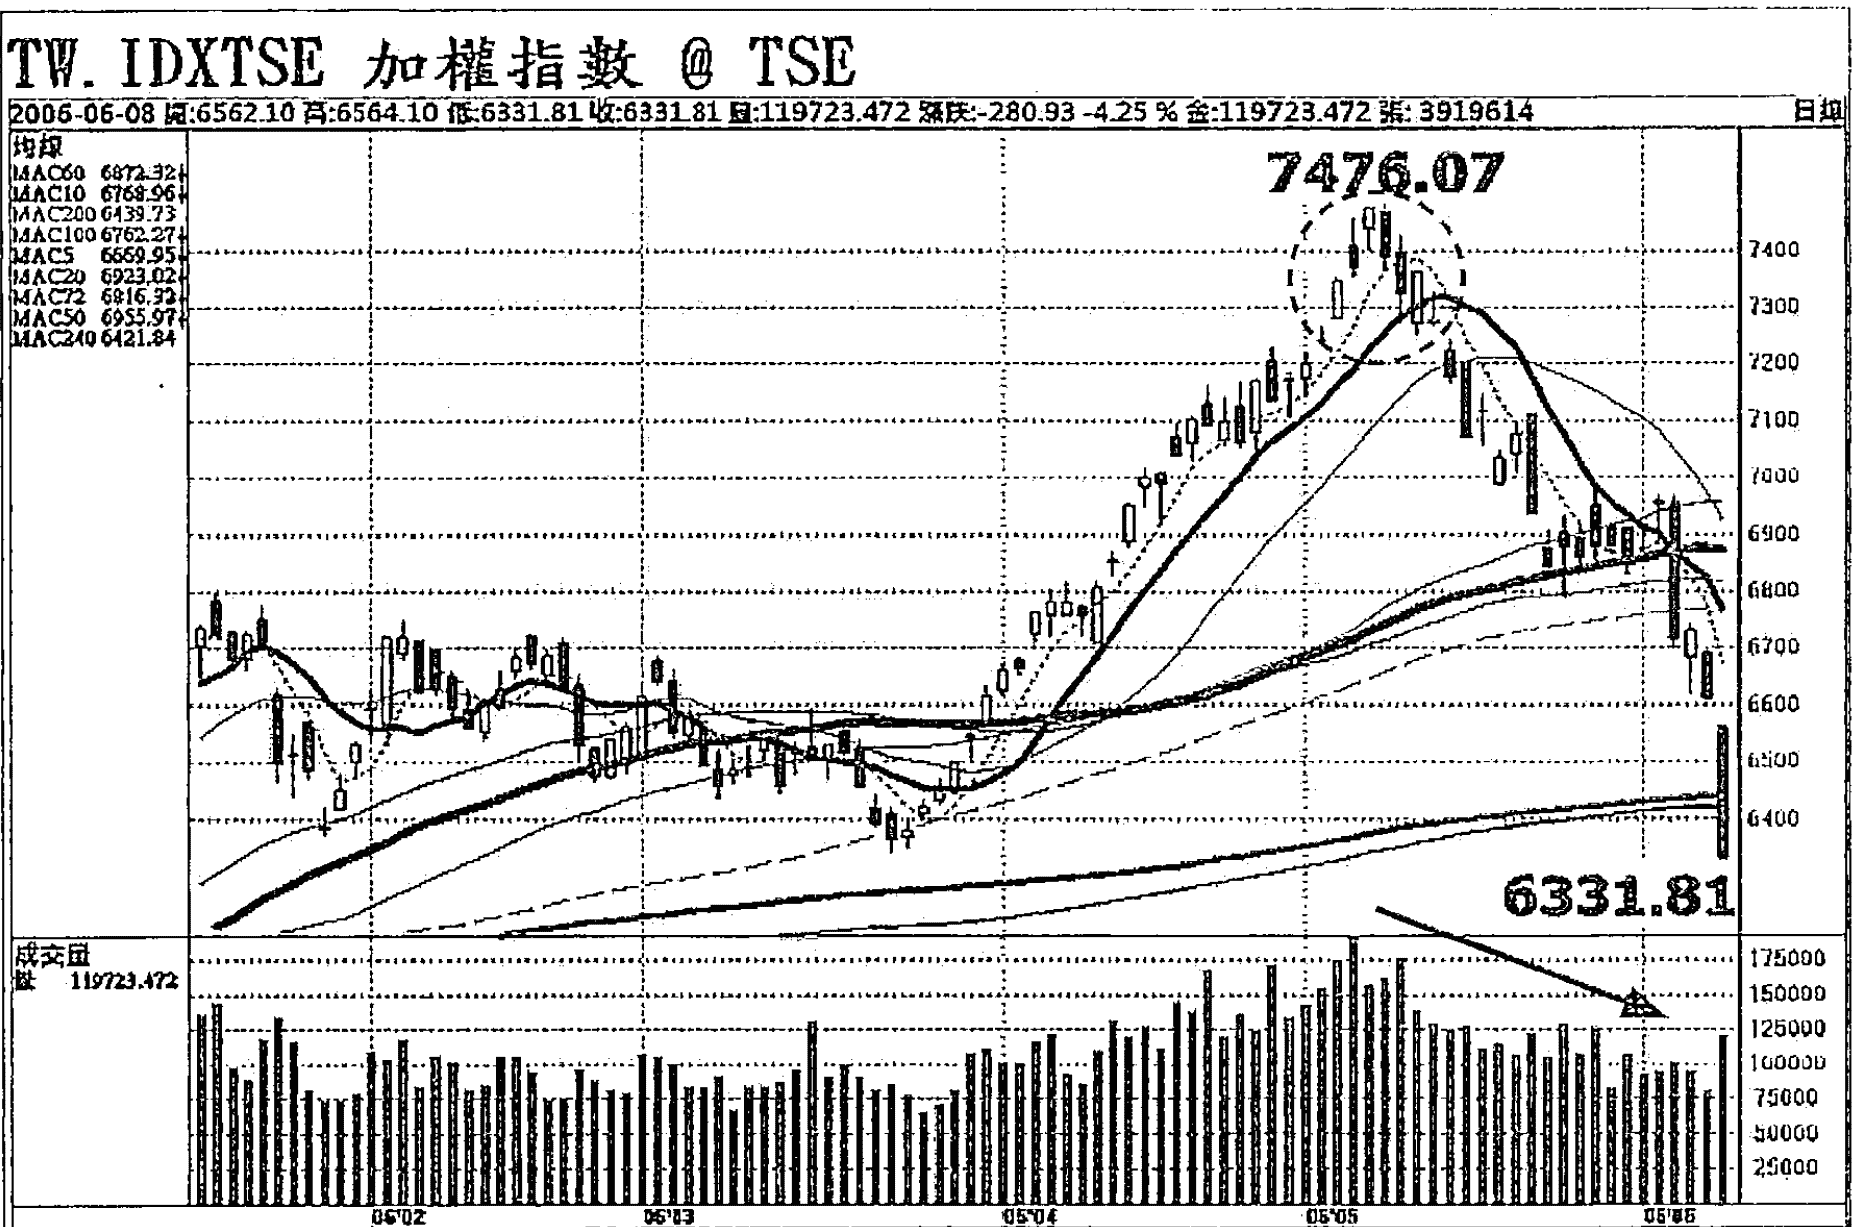 TW. IDXTSE 加權指數 @ TSE
2006-06-08 開:6562.10 高:6564.10 低:6331.81 收:6331.81 量:119723.472 漲跌:-280.93 -4.25 % 金:119723.472 張: 3919614 日線
均線
MAC60 6872.32↓
MAC10 6768.96↓
MAC200 6439.73
MAC100 6762.27↓
MAC5 6669.95↓
MAC20 6923.02↓
MAC72 6816.32↓
MAC50 6955.97↓
MAC240 6421.84
7476.07
7400
7300
7200
7100
7000
6900
6800
6700
6600
6500
6400
6331.81
成交量
量 119723.472
175000
150000
125000
100000
75000
50000
25000
06'02 06'03 06'04 06'05 06'06